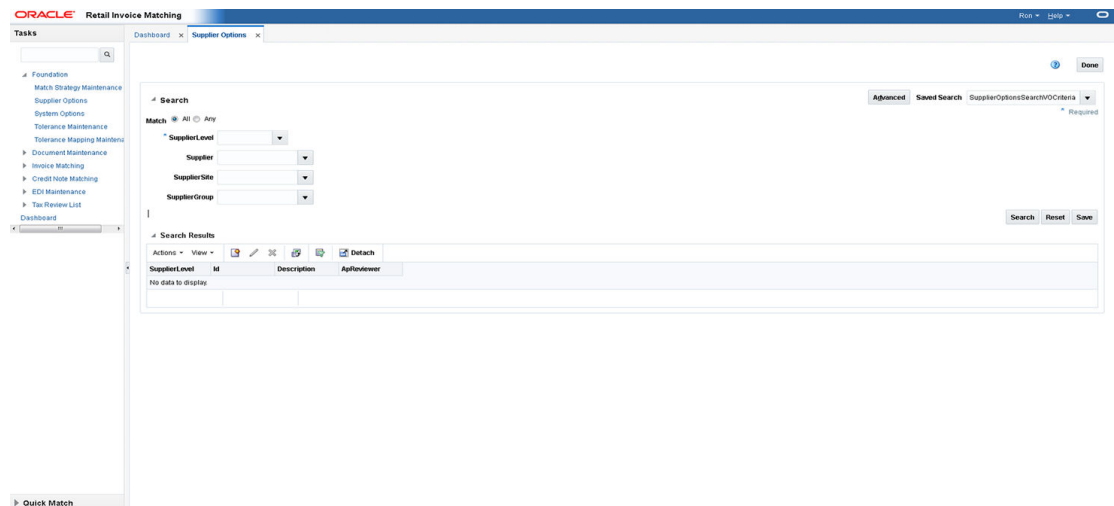 ORACLE® Retail Invoice Matching Ron Help
Tasks
Dashboard × Supplier Options ×
Done
Foundation
Match Strategy Maintenance
Supplier Options
System Options
Tolerance Maintenance
Tolerance Mapping Maintena
Document Maintenance
Invoice Matching
Credit Note Matching
EDI Maintenance
Tax Review List
Dashboard
Search
Advanced Saved Search SupplierOptionsSearchVOCriteria
* Required
Match All Any
* SupplierLevel
Supplier
SupplierSite
SupplierGroup
Search Reset Save
Search Results
Actions View Detach
SupplierLevel Id Description ApReviewer
No data to display.
Quick Match